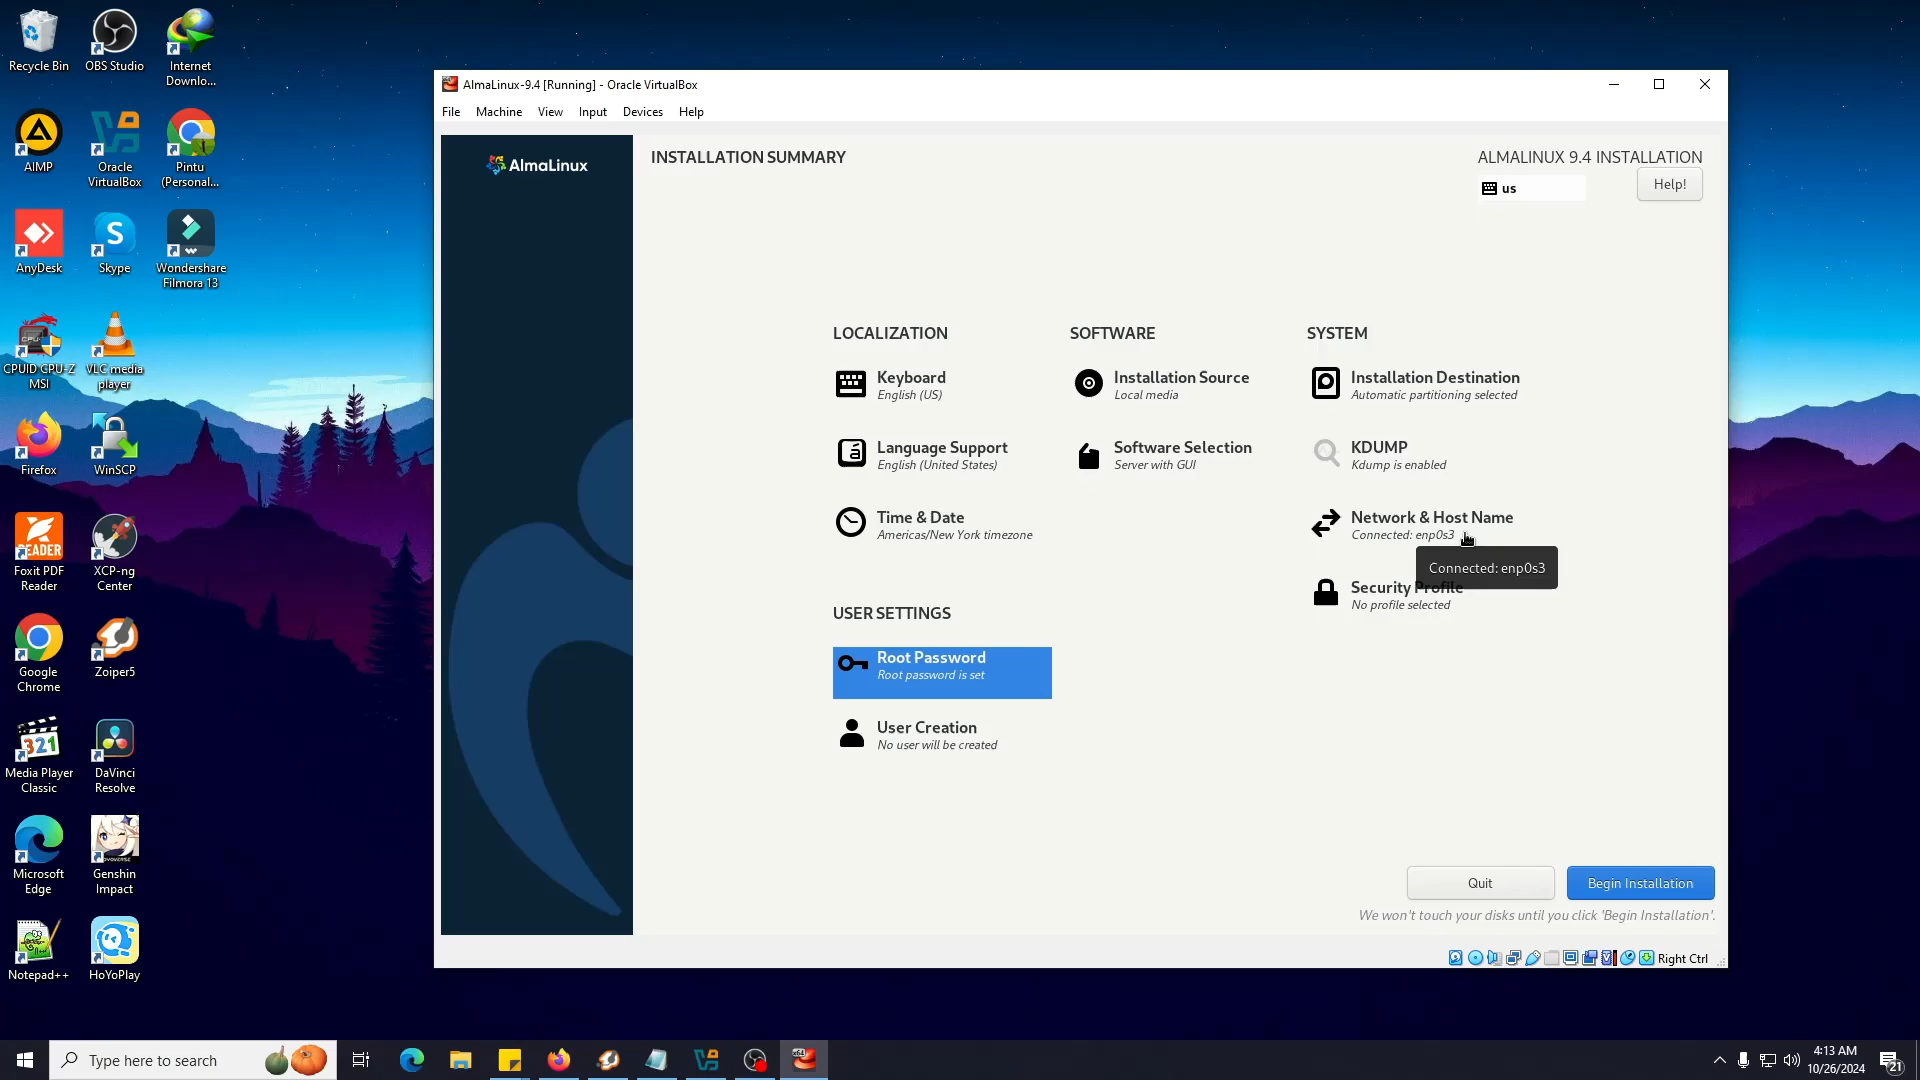 Recycle Bin
OBS Studio
Internet
Downlo...
AIMP
Oracle
VirtualBox
Pintu
(Personal...
AnyDesk
Skype
Wondershare
Filmora 13
CPUID CPU-Z
MSI
VLC media
player
Firefox
WinSCP
READER
Foxit PDF
Reader
XCP-ng
Center
Google
Chrome
Zoiper5
321
Media Player
Classic
DaVinci
Resolve
Microsoft
Edge
Genshin
Impact
Notepad++
HoYoPlay
AlmaLinux-9.4 [Running] - Oracle VirtualBox
File Machine View Input Devices Help
AlmaLinux
INSTALLATION SUMMARY
ALMALINUX 9.4 INSTALLATION
us
Help!
LOCALIZATION
Keyboard
English (US)
Language Support
English (United States)
Time & Date
Americas/New York timezone
SOFTWARE
Installation Source
Local media
Software Selection
Server with GUI
SYSTEM
Installation Destination
Automatic partitioning selected
KDUMP
Kdump is enabled
Network & Host Name
Connected: enp0s3
Connected: enp0s3
Security Profile
No profile selected
USER SETTINGS
Root Password
Root password is set
User Creation
No user will be created
Quit
Begin Installation
We won't touch your disks until you click 'Begin Installation'.
Right Ctrl
Type here to search
4:13 AM
10/26/2024
21